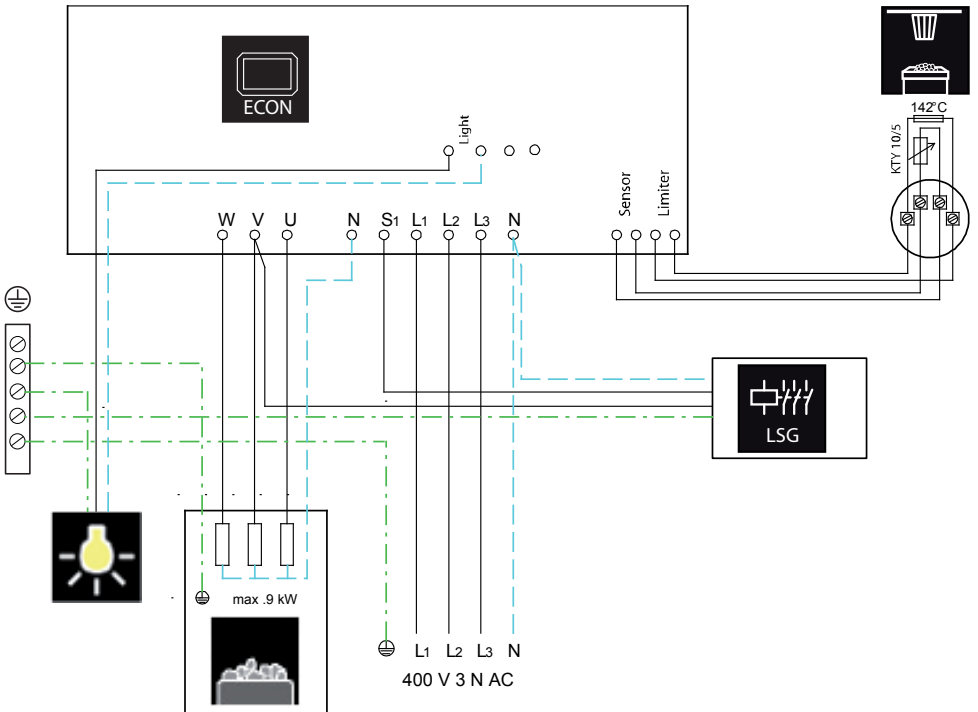 ECON
Light
142°C
KTY 10/5
Sensor
Limiter
W V U N S1 L1 L2 L3 N
LSG
max .9 kW
L1 L2 L3 N
400 V 3 N AC